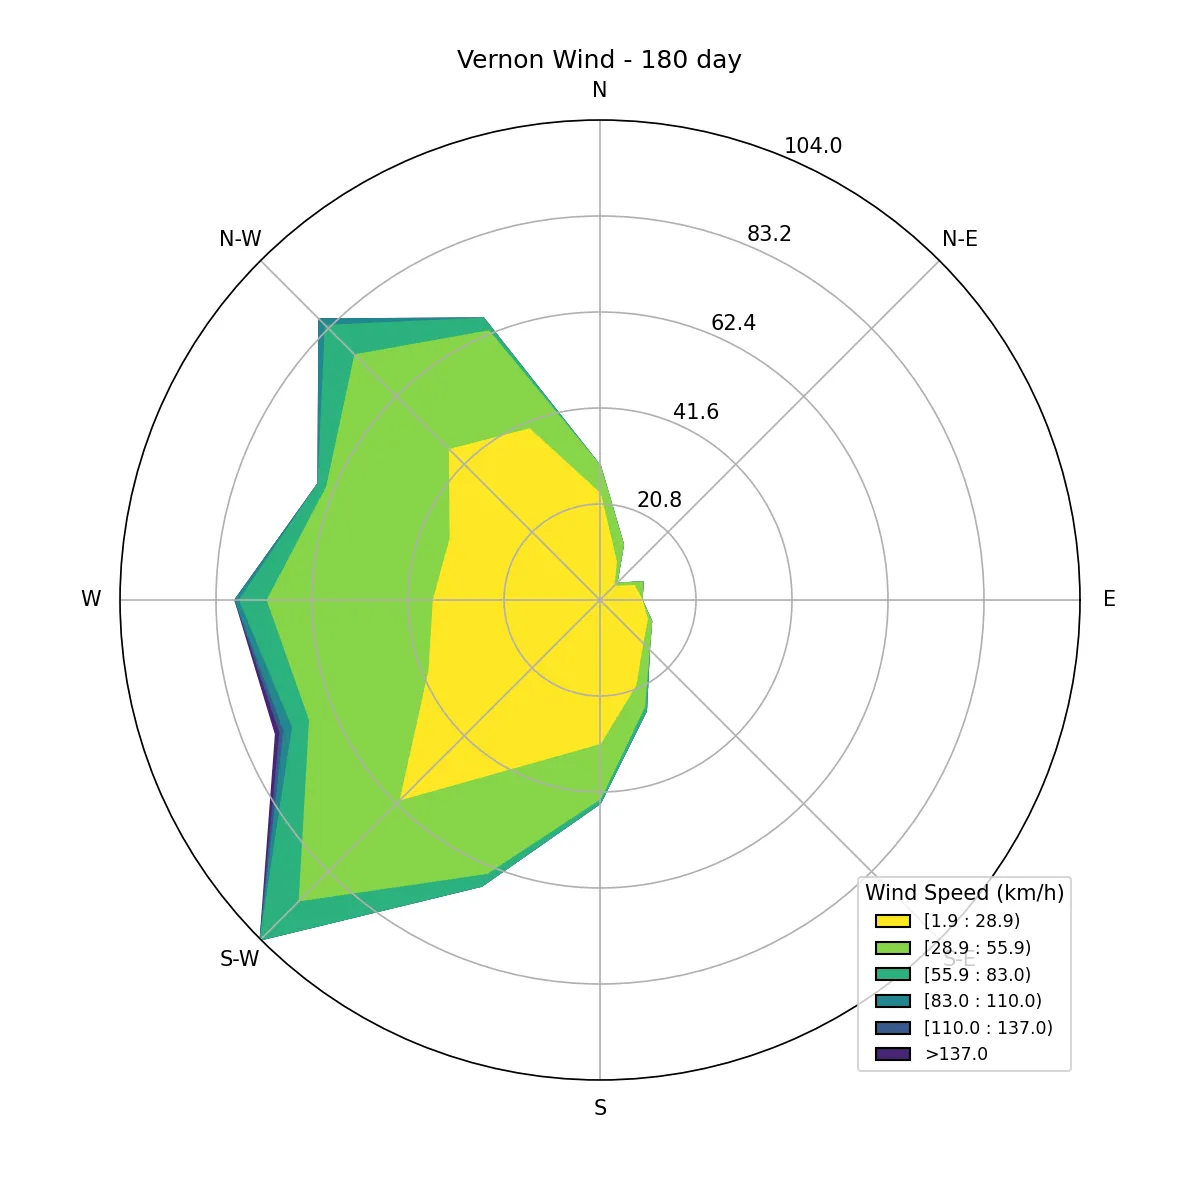 Vernon Wind - 180 day
N
104.0
N-W
83.2
N-E
62.4
41.6
20.8
W
E
S-W
S-E
S
Wind Speed (km/h)
[1.9 : 28.9)
[28.9 : 55.9)
[55.9 : 83.0)
[83.0 : 110.0)
[110.0 : 137.0)
>137.0